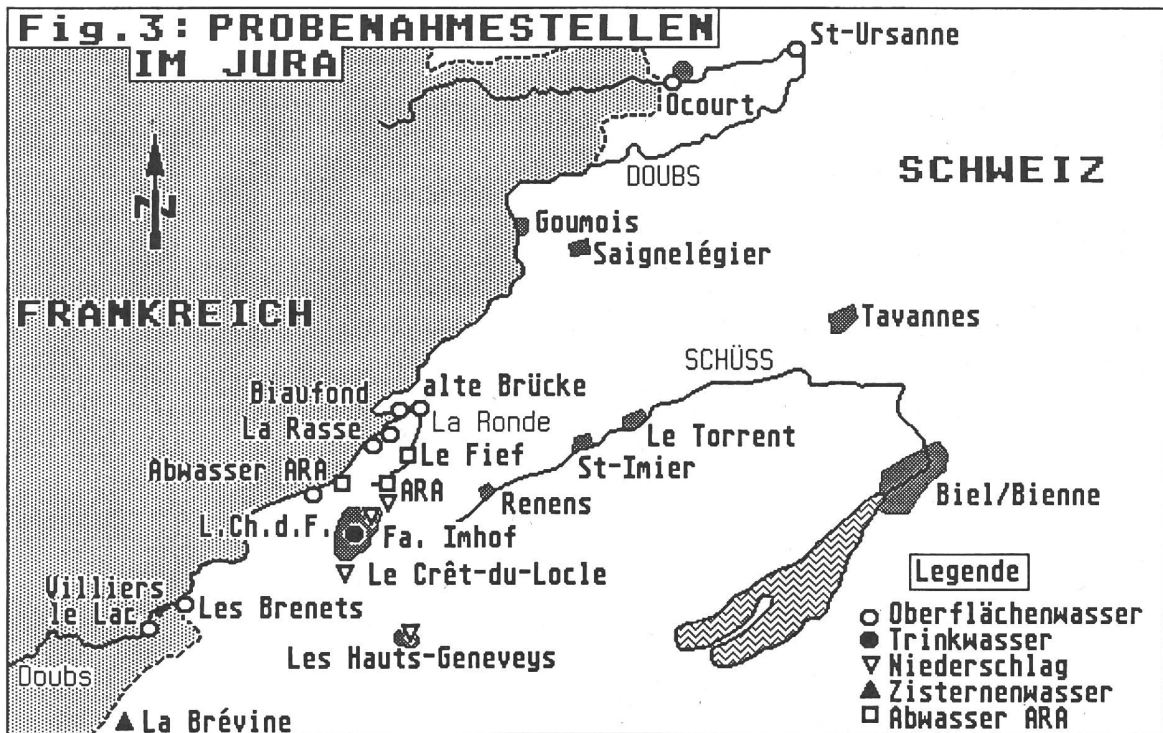 Fig.3: PROBENAHMESTELLEN
IM JURA
St-Ursanne
Ocourt
DOUBS
SCHWEIZ
N
Goumois
Saignelégier
FRANKREICH
Tavannes
SCHÜSS
Biaufond
alte Brücke
La Rasse
La Ronde
Le Torrent
Abwasser ARA
Le Fief
St-Imier
ARA
Renens
Biel/Bienne
L.Ch.d.F.
Fa. Imhof
Le Crêt-du-Locle
Villiers
le Lac
Les Brenets
Les Hauts-Geneveys
Doubs
La Brévine
Legende
Oberflächenwasser
Trinkwasser
Niederschlag
Zisternenwasser
Abwasser ARA